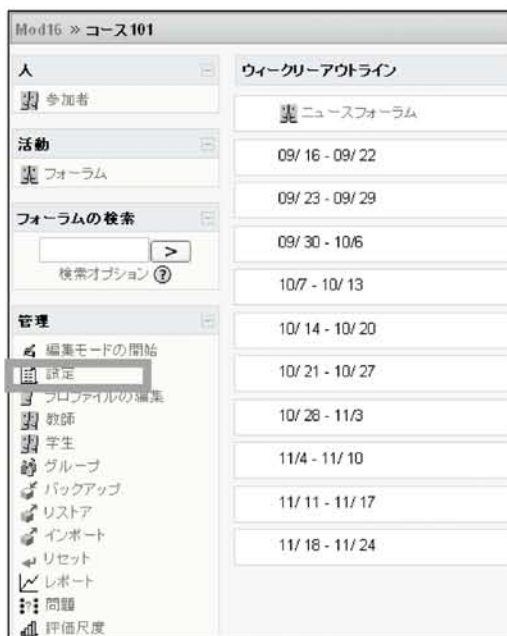 Mod16 » コース101
人
参加者
活動
フォーラム
フォーラムの検索
>
検索オプション ?
管理
編集モードの開始
設定
プロファイルの編集
教師
学生
グループ
バックアップ
リストア
インポート
リセット
レポート
問題
評価尺度
ウィークリーアウトライン
ニュースフォーラム
09/ 16 - 09/ 22
09/ 23 - 09/ 29
09/ 30 - 10/6
10/7 - 10/ 13
10/ 14 - 10/ 20
10/ 21 - 10/ 27
10/ 28 - 11/3
11/4 - 11/ 10
11/ 11 - 11/ 17
11/ 18 - 11/ 24